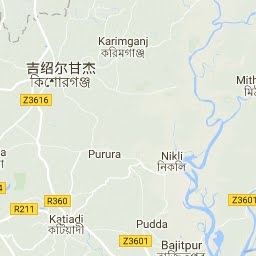 Karimganj
করিমগঞ্জ
吉绍尔甘杰
কিশোরগঞ্জ
Mith
Z3616
Purura
Nikli
নিকলি
R360
R211
Z3601
Katiadi
কটিয়াদী
Pudda
Z3601
Bajitpur